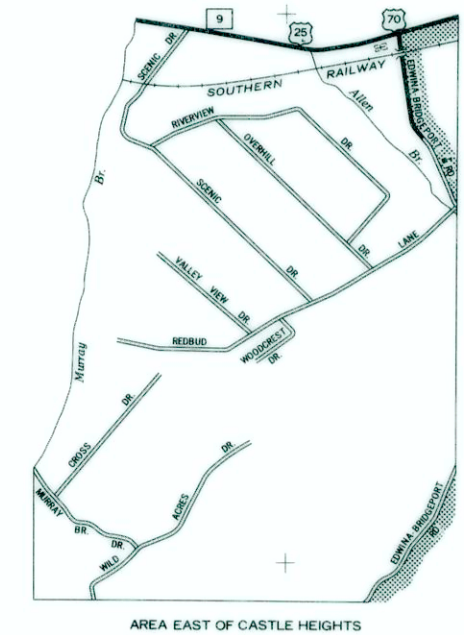 9
25
70
SCENIC DR
SOUTHERN RAILWAY
Allen Br.
EDWINA BRIDGEPORT RD
RIVERVIEW DR.
OVERHILL DR.
SCENIC DR.
LANE
Br.
VALLEY VIEW DR.
REDBUD
WOODCREST DR.
Murray
CROSS DR.
MURRAY BR. DR.
WILD ACRES DR.
EDWINA BRIDGEPORT RD
AREA EAST OF CASTLE HEIGHTS